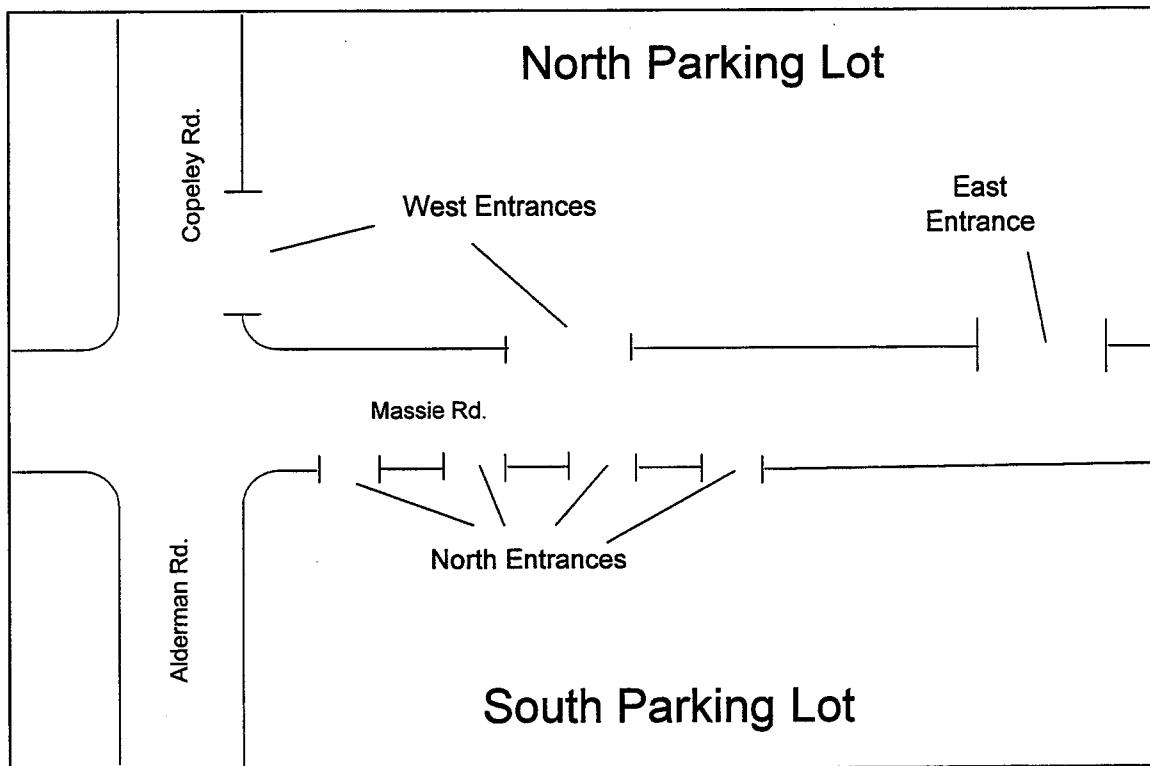 North Parking Lot
Copeley Rd.
West Entrances
East
Entrance
Massie Rd.
North Entrances
Alderman Rd.
South Parking Lot